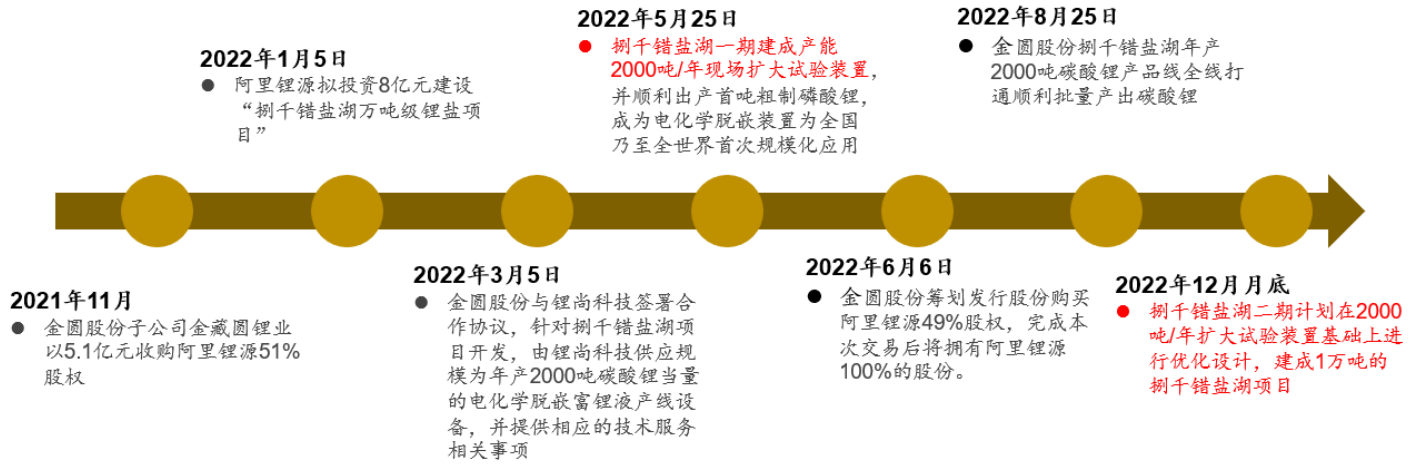 2021年11月
● 金圆股份子公司金藏圆锂业
以5.1亿元收购阿里锂源51%
股权
2022年1月5日
● 阿里锂源拟投资8亿元建设
“捌千错盐湖万吨级锂盐项
目”
2022年3月5日
● 金圆股份与锂尚科技签署合
作协议，针对捌千错盐湖项
目开发，由锂尚科技供应规
模为年产2000吨碳酸锂当量
的电化学脱嵌富锂液产线设
备，并提供相应的技术服务
相关事项
2022年5月25日
● 捌千错盐湖一期建成产能
2000吨/年现场扩大试验装置，
并顺利出产首吨粗制磷酸锂，
成为电化学脱嵌装置为全国
乃至全世界首次规模化应用
2022年6月6日
● 金圆股份筹划发行股份购买
阿里锂源49%股权，完成本
次交易后将拥有阿里锂源
100%的股份。
2022年8月25日
● 金圆股份捌千错盐湖年产
2000吨碳酸锂产品线全线打
通顺利批量产出碳酸锂
2022年12月月底
● 捌千错盐湖二期计划在2000
吨/年扩大试验装置基础上进
行优化设计，建成1万吨的
捌千错盐湖项目